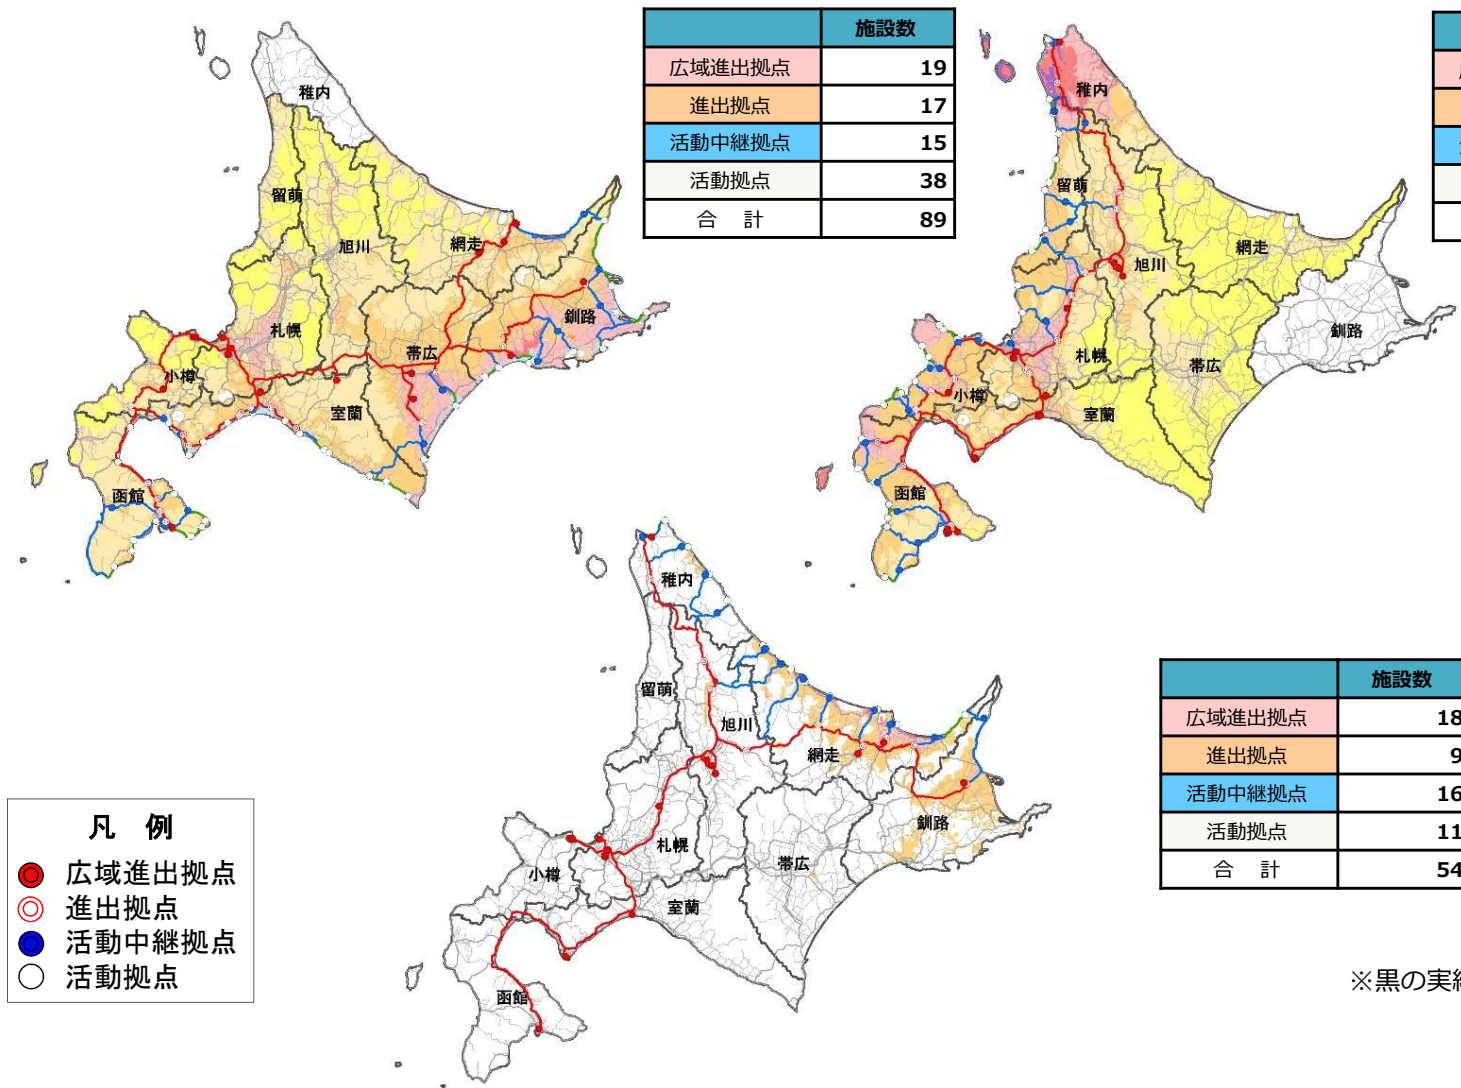 施設数
広域進出拠点 19
進出拠点 17
活動中継拠点 15
活動拠点 38
合 計 89
稚内
留萌
旭川
網走
釧路
札幌
帯広
小樽
室蘭
函館
稚内
留萌
旭川
網走
釧路
札幌
帯広
小樽
室蘭
函館
稚内
留萌
旭川
網走
釧路
札幌
帯広
小樽
室蘭
函館
施設数
広域進出拠点 18
進出拠点 9
活動中継拠点 16
活動拠点 11
合 計 54
凡 例
広域進出拠点
進出拠点
活動中継拠点
活動拠点
※黒の実